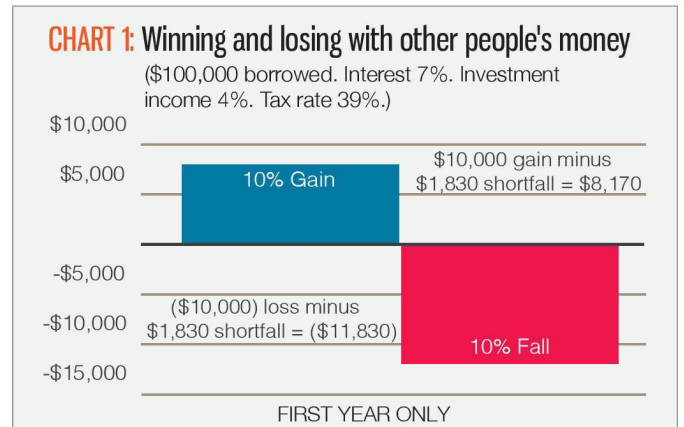 CHART 1: Winning and losing with other people's money
($100,000 borrowed. Interest 7%. Investment
income 4%. Tax rate 39%.)
$10,000
$5,000
10% Gain
$10,000 gain minus
$1,830 shortfall = $8,170
-$5,000
-$10,000
-$15,000
($10,000) loss minus
$1,830 shortfall = ($11,830)
10% Fall
FIRST YEAR ONLY